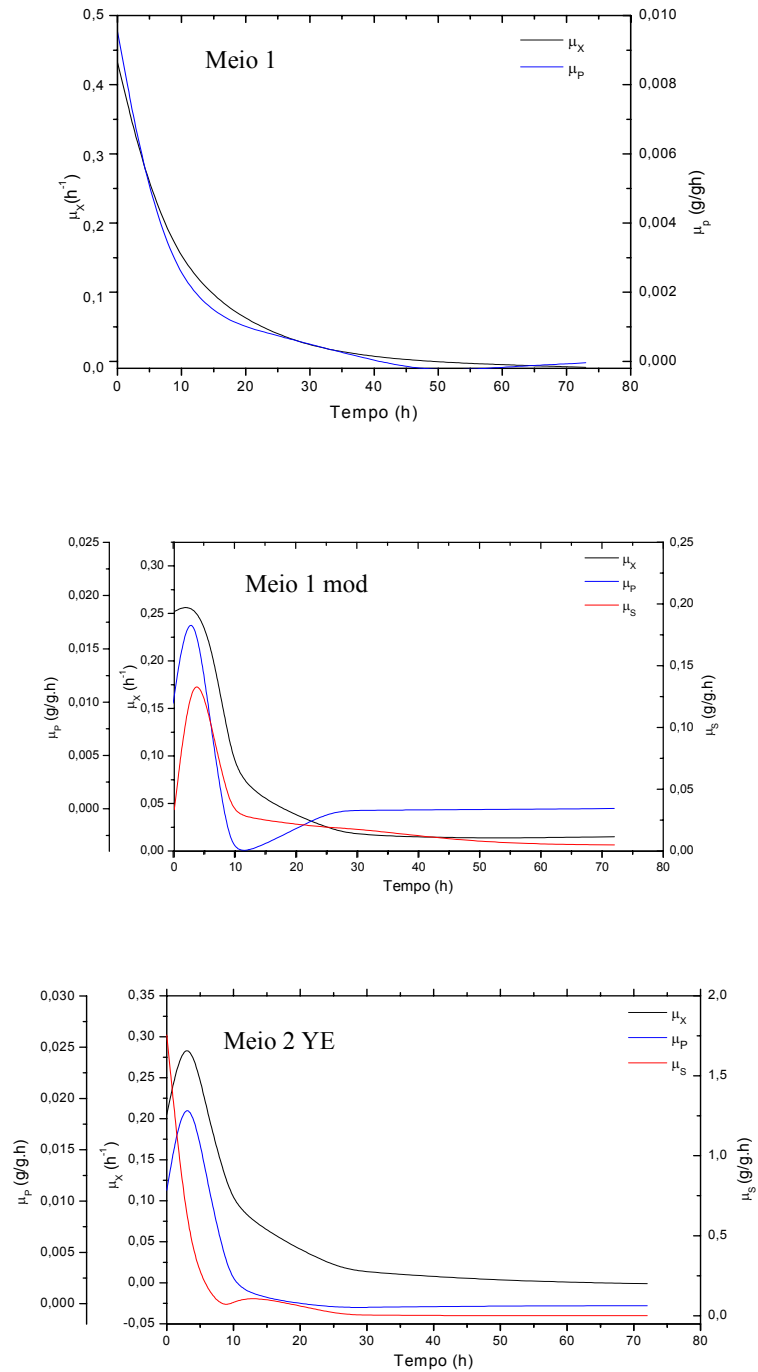 Meio 1
μX
μP
0,5
0,4
0,3
0,2
0,1
0,0
μX(h-1)
0,010
0,008
0,006
0,004
0,002
0,000
μp (g/gh)
0 10 20 30 40 50 60 70 80
Tempo (h)
Meio 1 mod
μX
μP
μS
0,025
0,020
0,015
0,010
0,005
0,000
μP (g/g.h)
0,30
0,25
0,20
0,15
0,10
0,05
0,00
μX (h-1)
0,25
0,20
0,15
0,10
0,05
0,00
μS (g/g.h)
0 10 20 30 40 50 60 70 80
Tempo (h)
Meio 2 YE
μX
μP
μS
0,030
0,025
0,020
0,015
0,010
0,005
0,000
μP (g/g.h)
0,35
0,30
0,25
0,20
0,15
0,10
0,05
0,00
-0,05
μX (h-1)
2,0
1,5
1,0
0,5
0,0
μS (g/g.h)
0 10 20 30 40 50 60 70 80
Tempo (h)